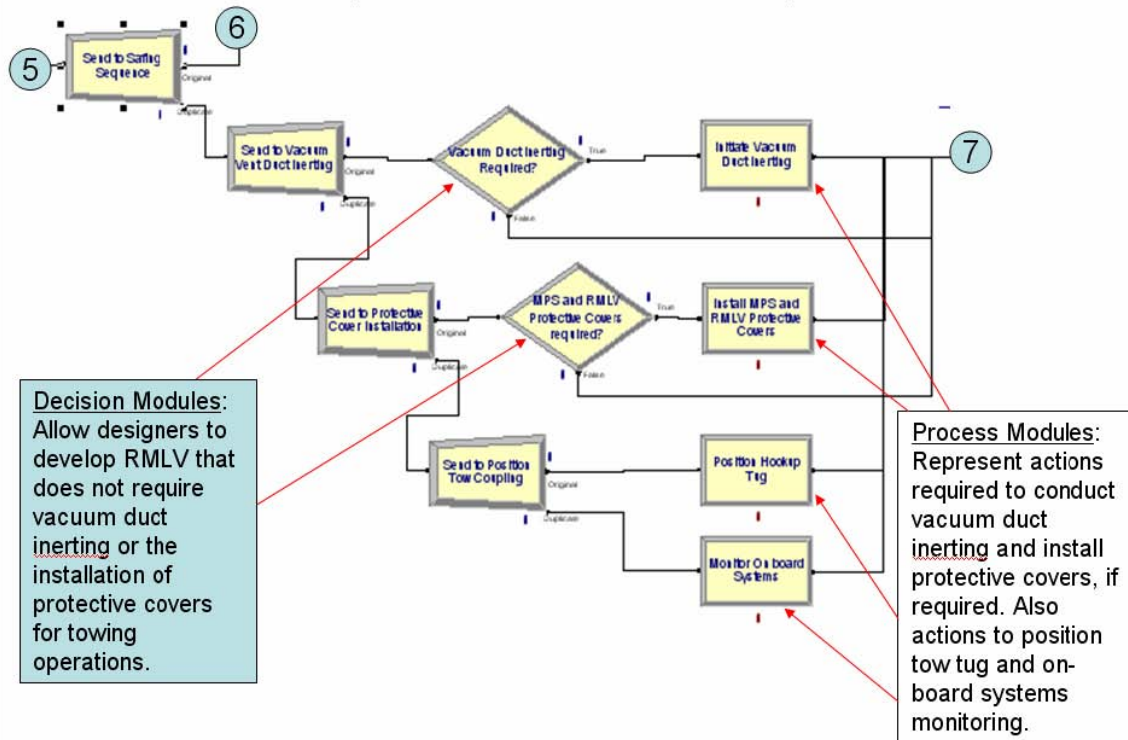 6
5
Send to Safing
Sequence
Original
Duplicate
Send to Vacuum
Vent Duct Inerting
Original
Duplicate
Vacuum Duct Inerting
Required?
True
False
Initiate Vacuum
Duct Inerting
7
Send to Protective
Cover Installation
Original
Duplicate
MPS and RMLV
Protective Covers
required?
True
False
Install MPS and
RMLV Protective
Covers
Send to Position
Tow Coupling
Original
Duplicate
Position Hookup
Tug
Monitor Onboard
Systems
Decision Modules:
Allow designers to
develop RMLV that
does not require
vacuum duct
inerting or the
installation of
protective covers
for towing
operations.
Process Modules:
Represent actions
required to conduct
vacuum duct
inerting and install
protective covers, if
required. Also
actions to position
tow tug and on-
board systems
monitoring.